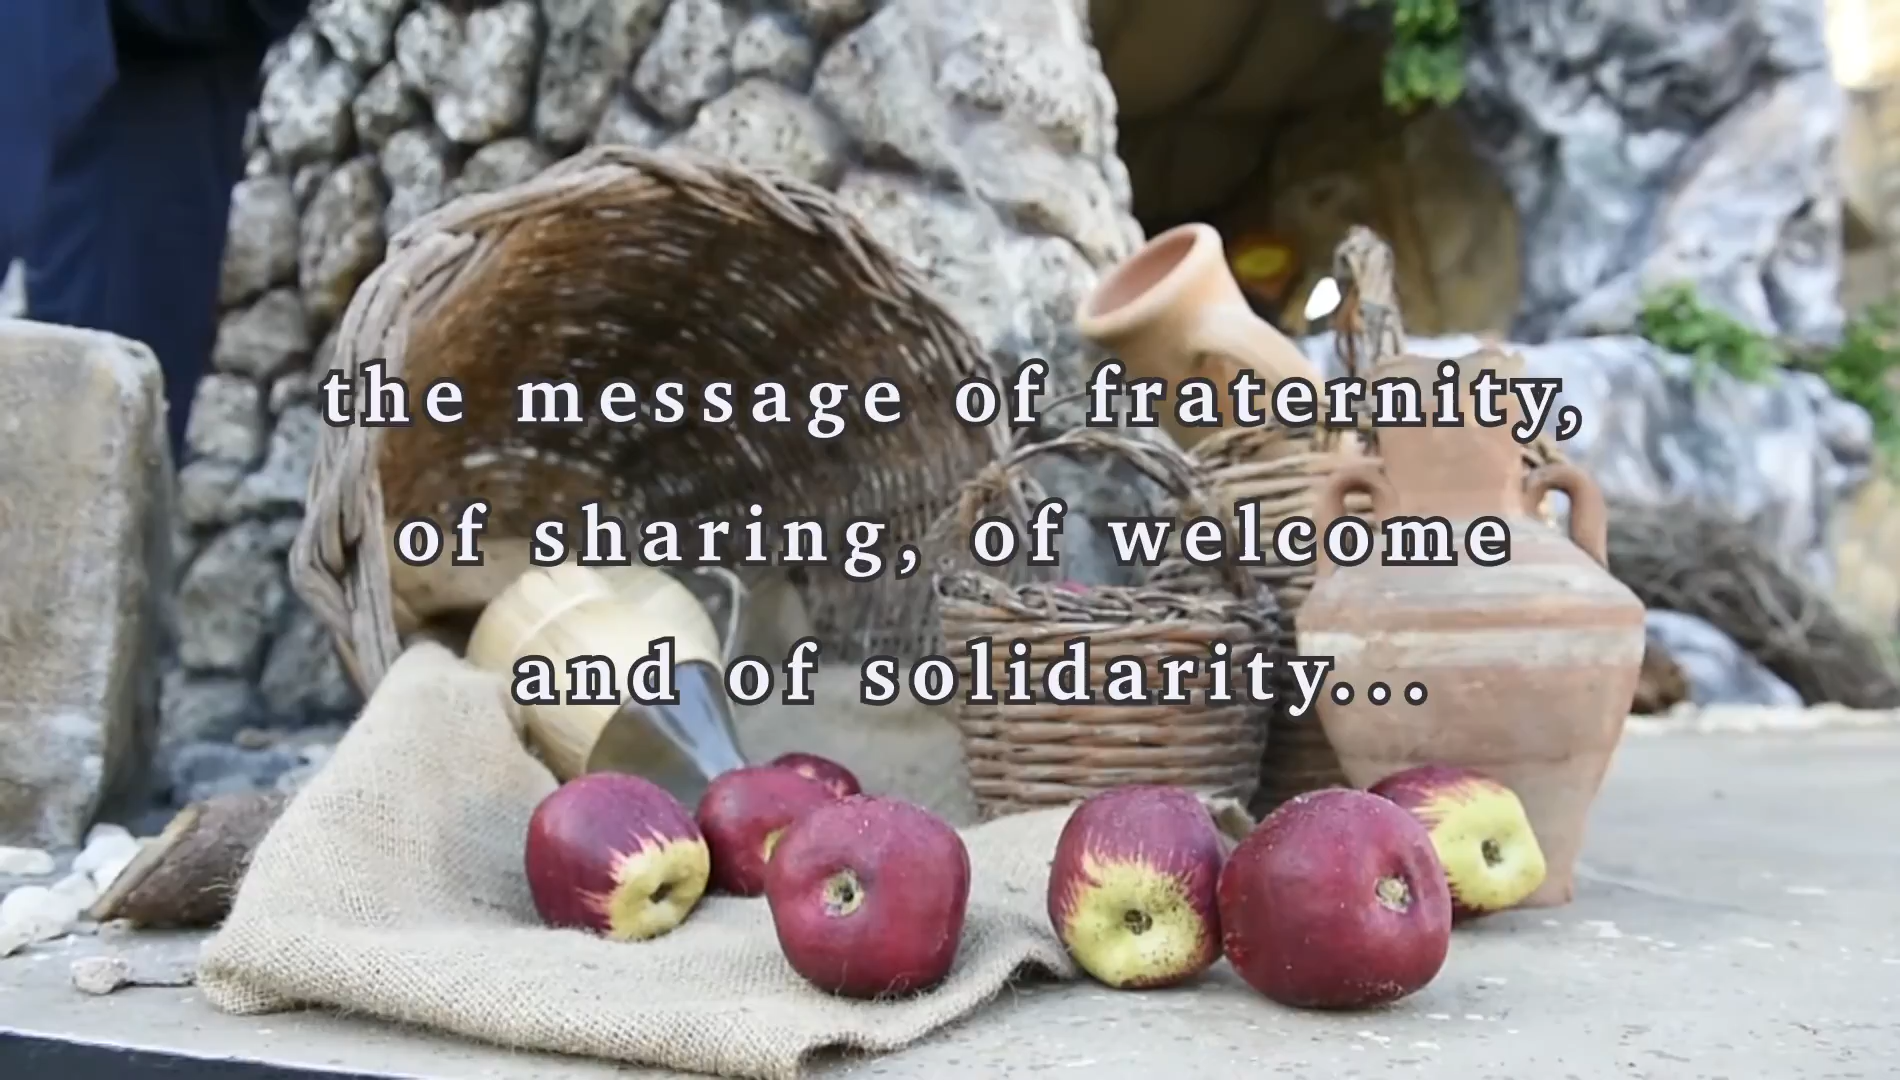 the message of fraternity,
of sharing, of welcome
and of solidarity...